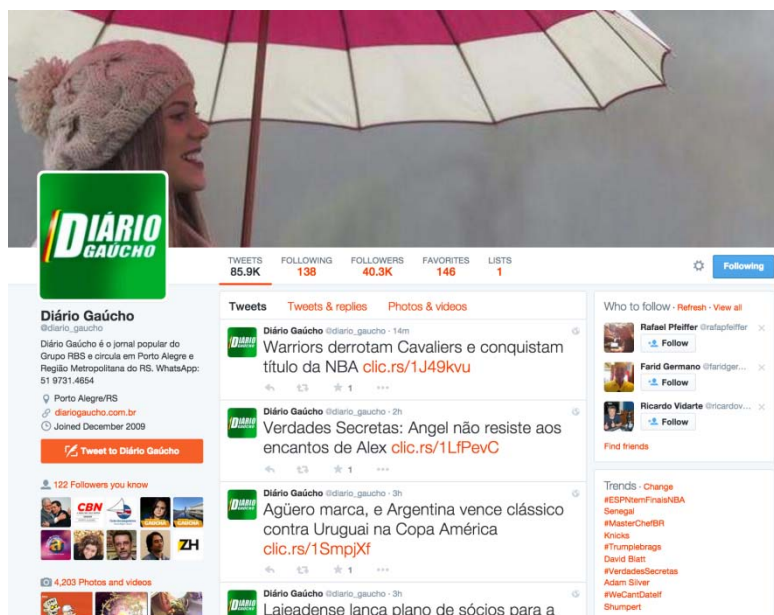 DIÁRIO
GAÚCHO
TWEETS
85.9K
FOLLOWING
138
FOLLOWERS
40.3K
FAVORITES
146
LISTS
1
Following
Diário Gaúcho
@diario_gaucho
Diário Gaúcho é o jornal popular do
Grupo RBS e circula em Porto Alegre e
Região Metropolitana do RS. WhatsApp:
51 9731.4654
Porto Alegre/RS
diariogaucho.com.br
Joined December 2009
Tweet to Diário Gaúcho
122 Followers you know
CBN
GAÚCHA
GAÚCHA
ZH
4,203 Photos and videos
Tweets Tweets & replies Photos & videos
Diário Gaúcho @diario_gaucho · 14m
Warriors derrotam Cavaliers e conquistam
título da NBA clic.rs/1J49kvu
1
Diário Gaúcho @diario_gaucho · 2h
Verdades Secretas: Angel não resiste aos
encantos de Alex clic.rs/1LfPevC
1
Diário Gaúcho @diario_gaucho · 3h
Agüero marca, e Argentina vence clássico
contra Uruguai na Copa América
clic.rs/1SmpjXf
1
Diário Gaúcho @diario_gaucho · 3h
Lajeadense lança plano de sócios para a
Who to follow · Refresh · View all
Rafael Pfeiffer @rafapfeiffer
Follow
Farid Germano @faridger...
Follow
Ricardo Vidarte @ricardov...
Follow
Find friends
Trends · Change
#ESPNtemFinaisNBA
Senegal
#MasterChefBR
Knicks
#Trumplebrags
David Blatt
#VerdadesSecretas
Adam Silver
#WeCantDateIf
Shumpert